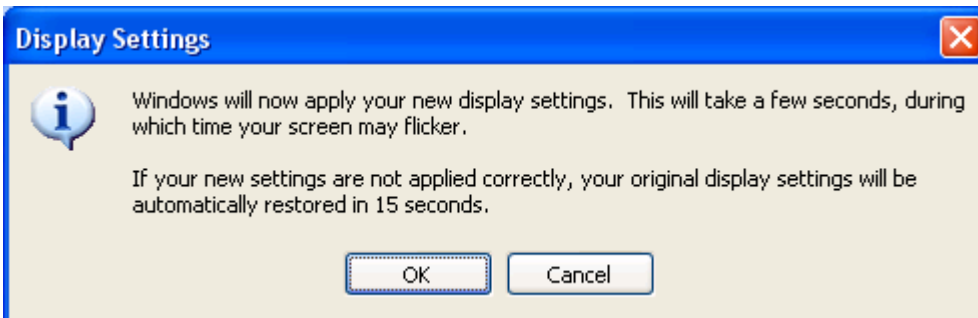 Display Settings
Windows will now apply your new display settings.  This will take a few seconds, during
which time your screen may flicker.
If your new settings are not applied correctly, your original display settings will be
automatically restored in 15 seconds.
OK
Cancel